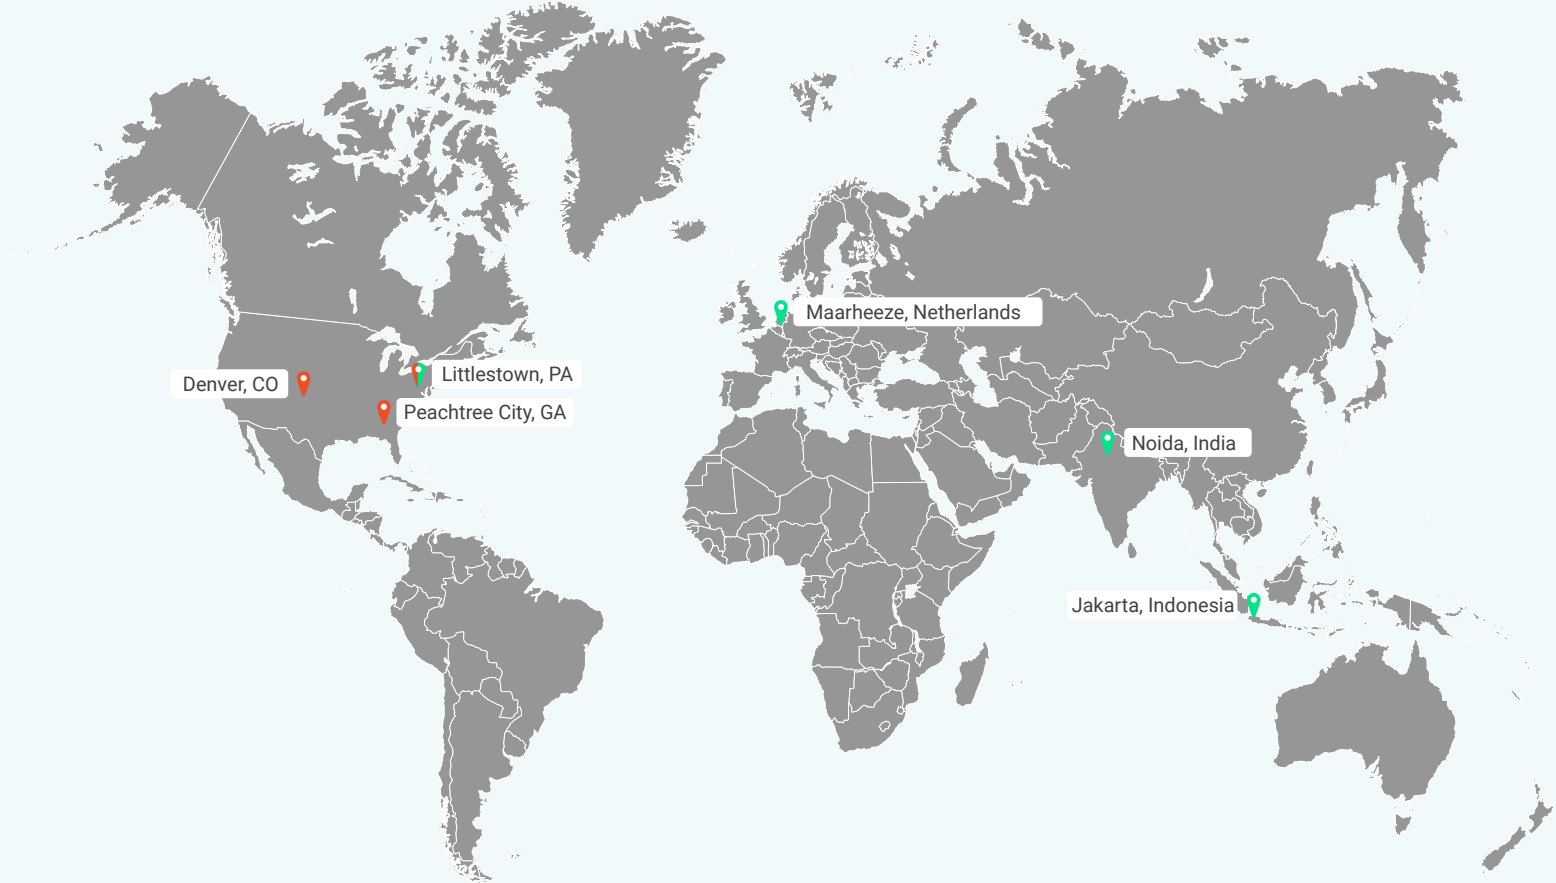 Maarheeze, Netherlands
Littlestown, PA
Denver, CO
Peachtree City, GA
Noida, India
Jakarta, Indonesia